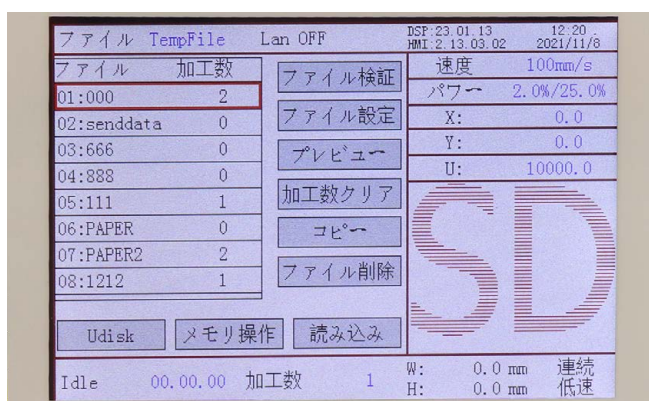 ファイル TempFile Lan OFF
DSP:23.01.13 12:20
HMI:2.13.03.02 2021/11/8
ファイル 加工数
01:000 2
02:senddata 0
03:666 0
04:888 0
05:111 1
06:PAPER 0
07:PAPER2 2
08:1212 1
ファイル検証
ファイル設定
プレビュー
加工数クリア
コピー
ファイル削除
Udisk メモリ操作 読み込み
速度 100mm/s
パワー 2.0%/25.0%
X: 0.0
Y: 0.0
U: 10000.0
SD
Idle 00.00.00 加工数 1
W: 0.0 mm 連続
H: 0.0 mm 低速